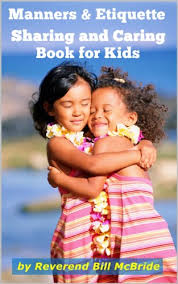 Manners & Etiquette
Sharing and Caring
Book for Kids
by Reverend Bill McBride